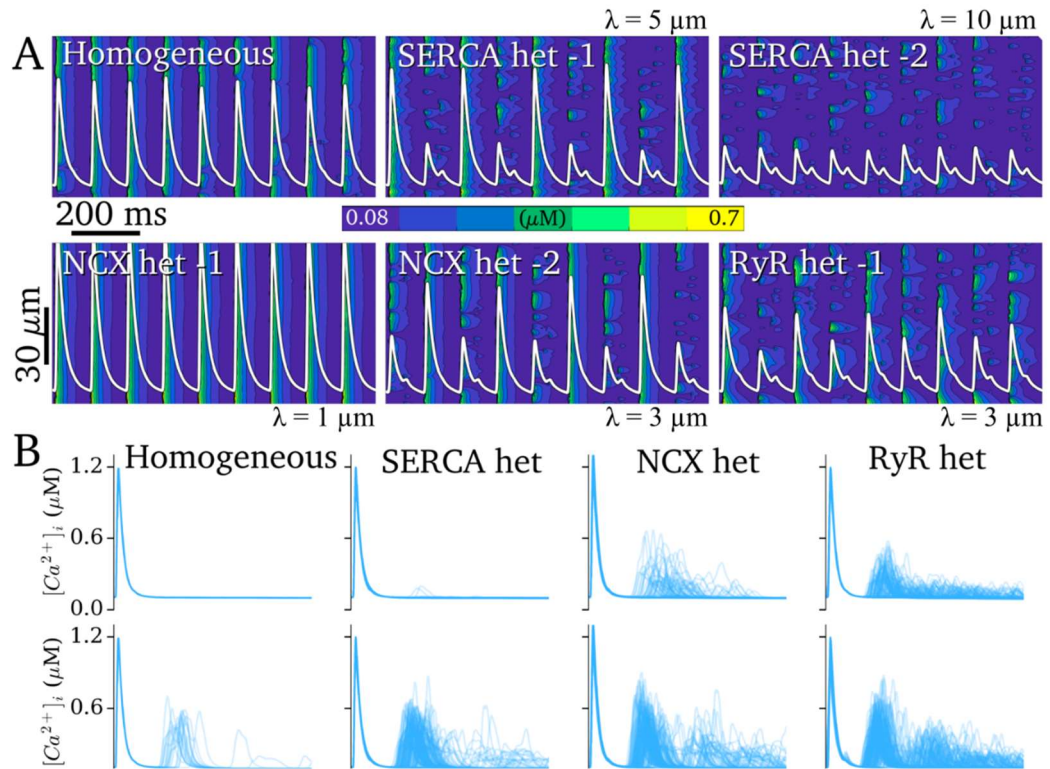 λ = 5 µm
λ = 10 µm
A
Homogeneous
SERCA het -1
SERCA het -2
200 ms
0.08
(µM)
0.7
NCX het -1
NCX het -2
RyR het -1
30 µm
λ = 1 µm
λ = 3 µm
λ = 3 µm
B
Homogeneous
SERCA het
NCX het
RyR het
[Ca²⁺]ᵢ (µM)
1.2
0.6
0.0
[Ca²⁺]ᵢ (µM)
1.2
0.6